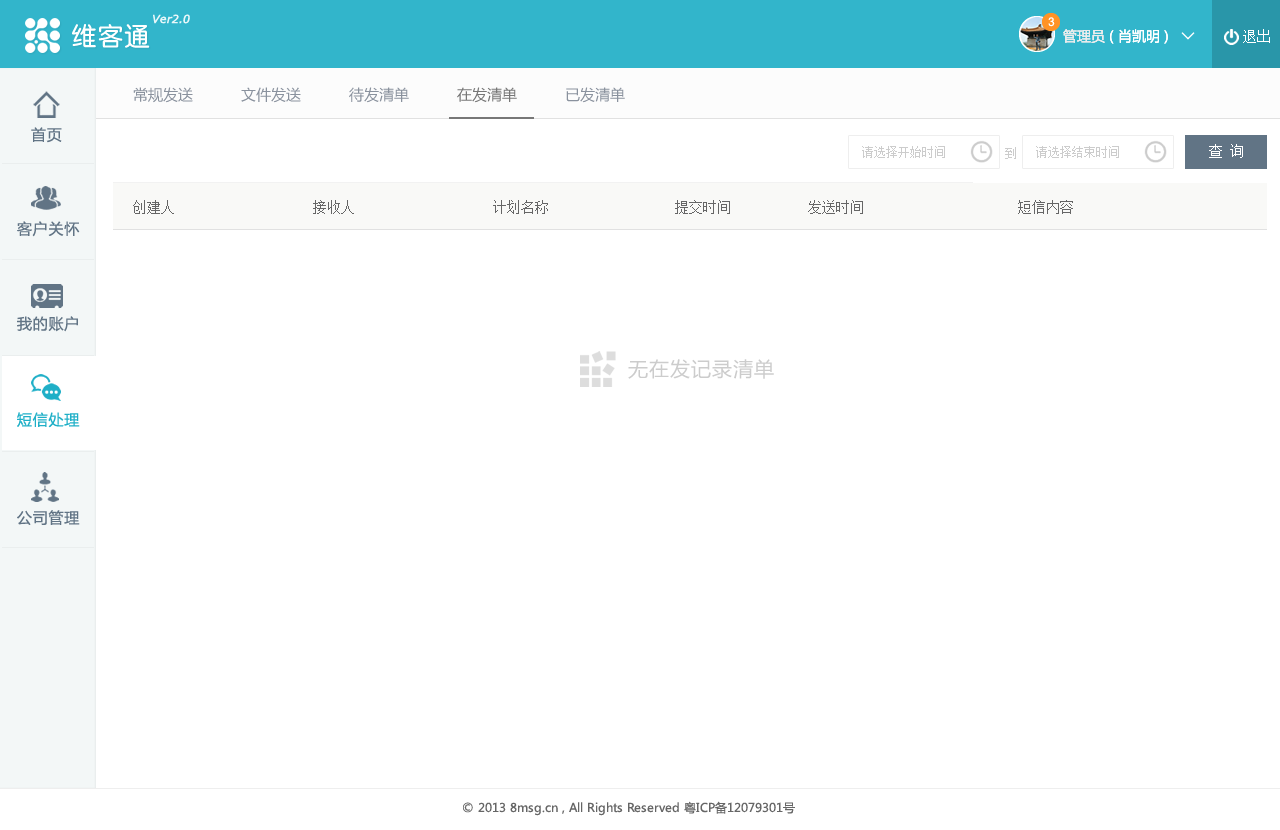 维客通 Ver2.0
3
管理员 ( 肖凯明 )
退出
首页
客户关怀
我的账户
短信处理
公司管理
常规发送 文件发送 待发清单 在发清单 已发清单
请选择开始时间 到 请选择结束时间 查 询
创建人 接收人 计划名称 提交时间 发送时间 短信内容
无在发记录清单
© 2013 8msg.cn , All Rights Reserved 粤ICP备12079301号